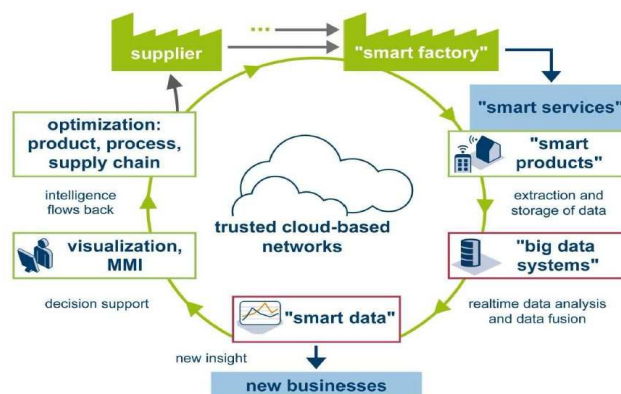 supplier
"smart factory"
"smart services"
optimization:
product, process,
supply chain
"smart
products"
intelligence
flows back
trusted cloud-based
networks
extraction and
storage of data
visualization,
MMI
"big data
systems"
decision support
"smart data"
realtime data analysis
and data fusion
new insight
new businesses